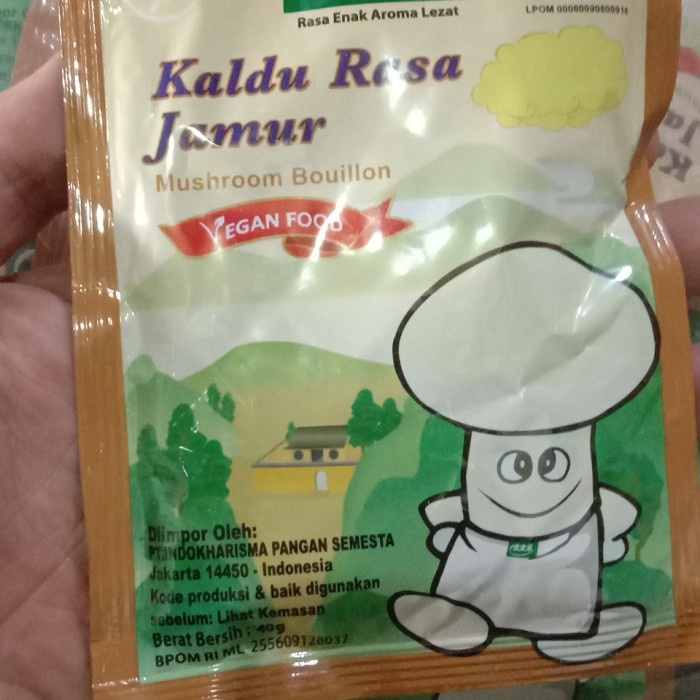 Rasa Enak Aroma Lezat
Kaldu Rasa
Jamur
Mushroom Bouillon
VEGAN FOOD
Diimpor Oleh:
PT.INDOKHARISMA PANGAN SEMESTA
Jakarta 14450 - Indonesia
Kode produksi & baik digunakan
sebelum: Lihat Kemasan
Berat Bersih : 40g
BPOM RI ML 255609128037